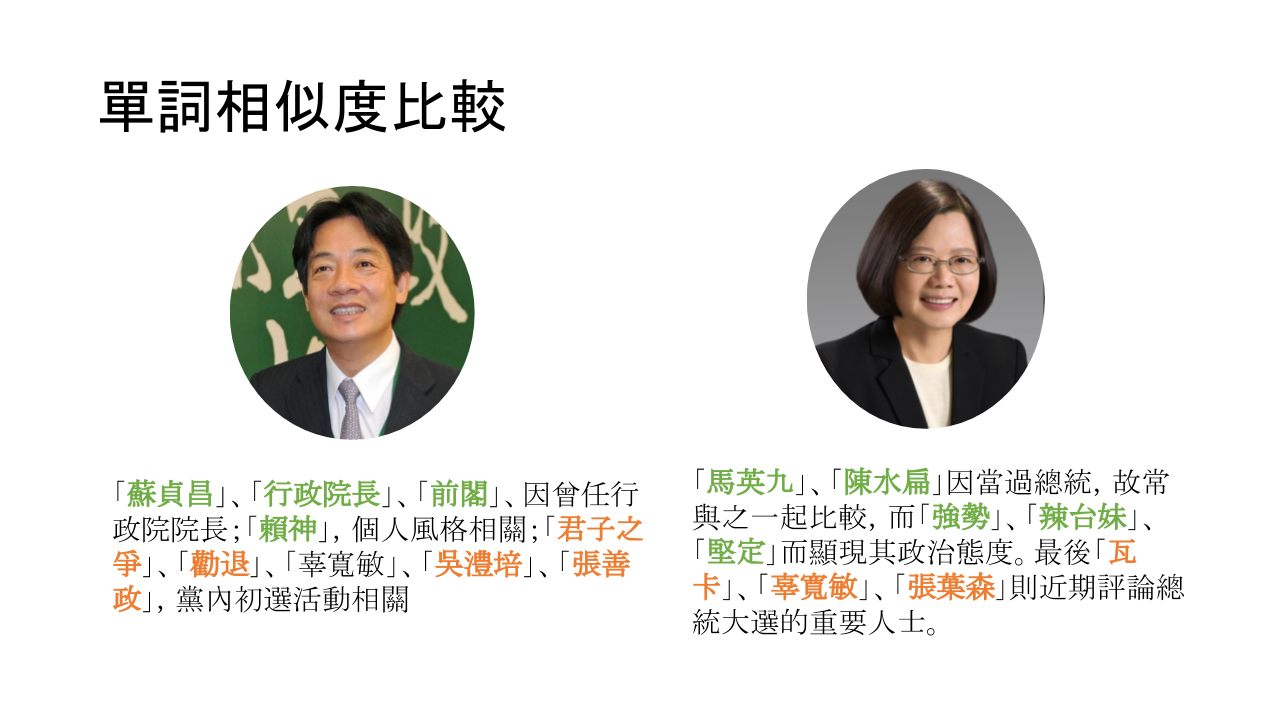 單詞相似度比較
「蘇貞昌」、「行政院長」、「前閣」、因曾任行
政院院長；「賴神」，個人風格相關；「君子之
爭」、「勸退」、「辜寬敏」、「吳澧培」、「張善
政」，黨內初選活動相關
「馬英九」、「陳水扁」因當過總統，故常
與之一起比較，而「強勢」、「辣台妹」、
「堅定」而顯現其政治態度。最後「瓦
卡」、「辜寬敏」、「張葉森」則近期評論總
統大選的重要人士。